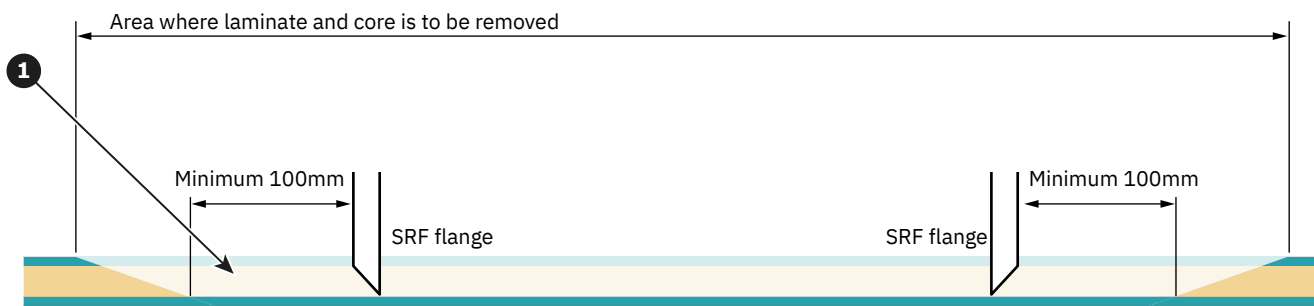 Area where laminate and core is to be removed
1
Minimum 100mm
Minimum 100mm
SRF flange
SRF flange